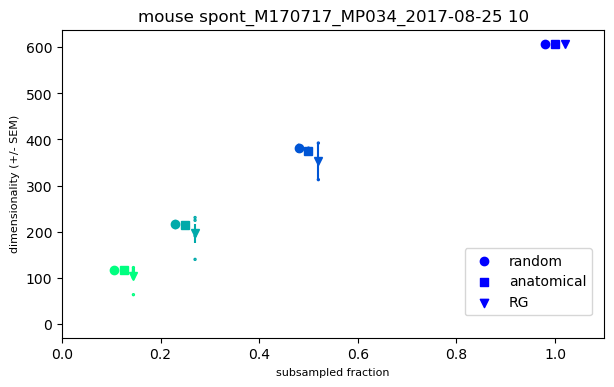 mouse spont_M170717_MP034_2017-08-25 10
dimensionality (+/- SEM)
600
500
400
300
200
100
0
random
anatomical
RG
0.0 0.2 0.4 0.6 0.8 1.0
subsampled fraction